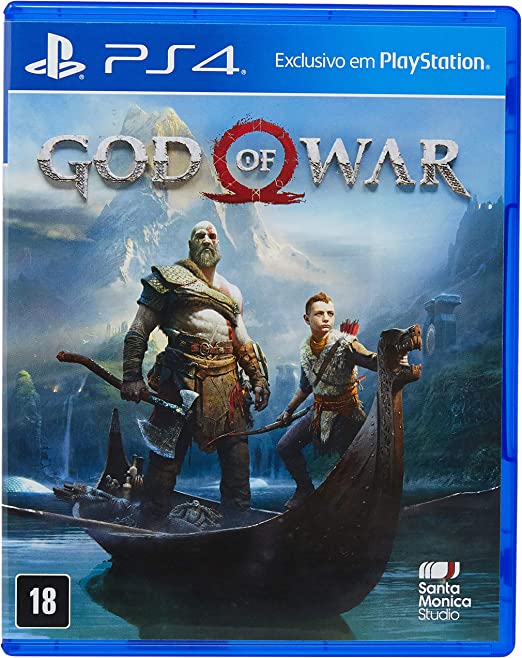 PS4
Exclusivo em PlayStation®
GOD OF WAR
18
Santa
Monica
Studio